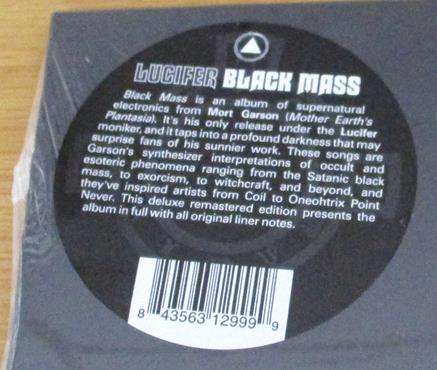 LUCIFER BLACK MASS
Black Mass is an album of supernatural
electronics from Mort Garson (Mother Earth's
Plantasia). It's his only release under the Lucifer
moniker, and it taps into a profound darkness that may
surprise fans of his sunnier work. These songs are
Garson's synthesizer interpretations of occult and
esoteric phenomena ranging from the Satanic black
mass, to exorcism, to witchcraft, and beyond, and
they've inspired artists from Coil to Oneohtrix Point
Never. This deluxe remastered edition presents the
album in full with all original liner notes.
8 43563 12999 9